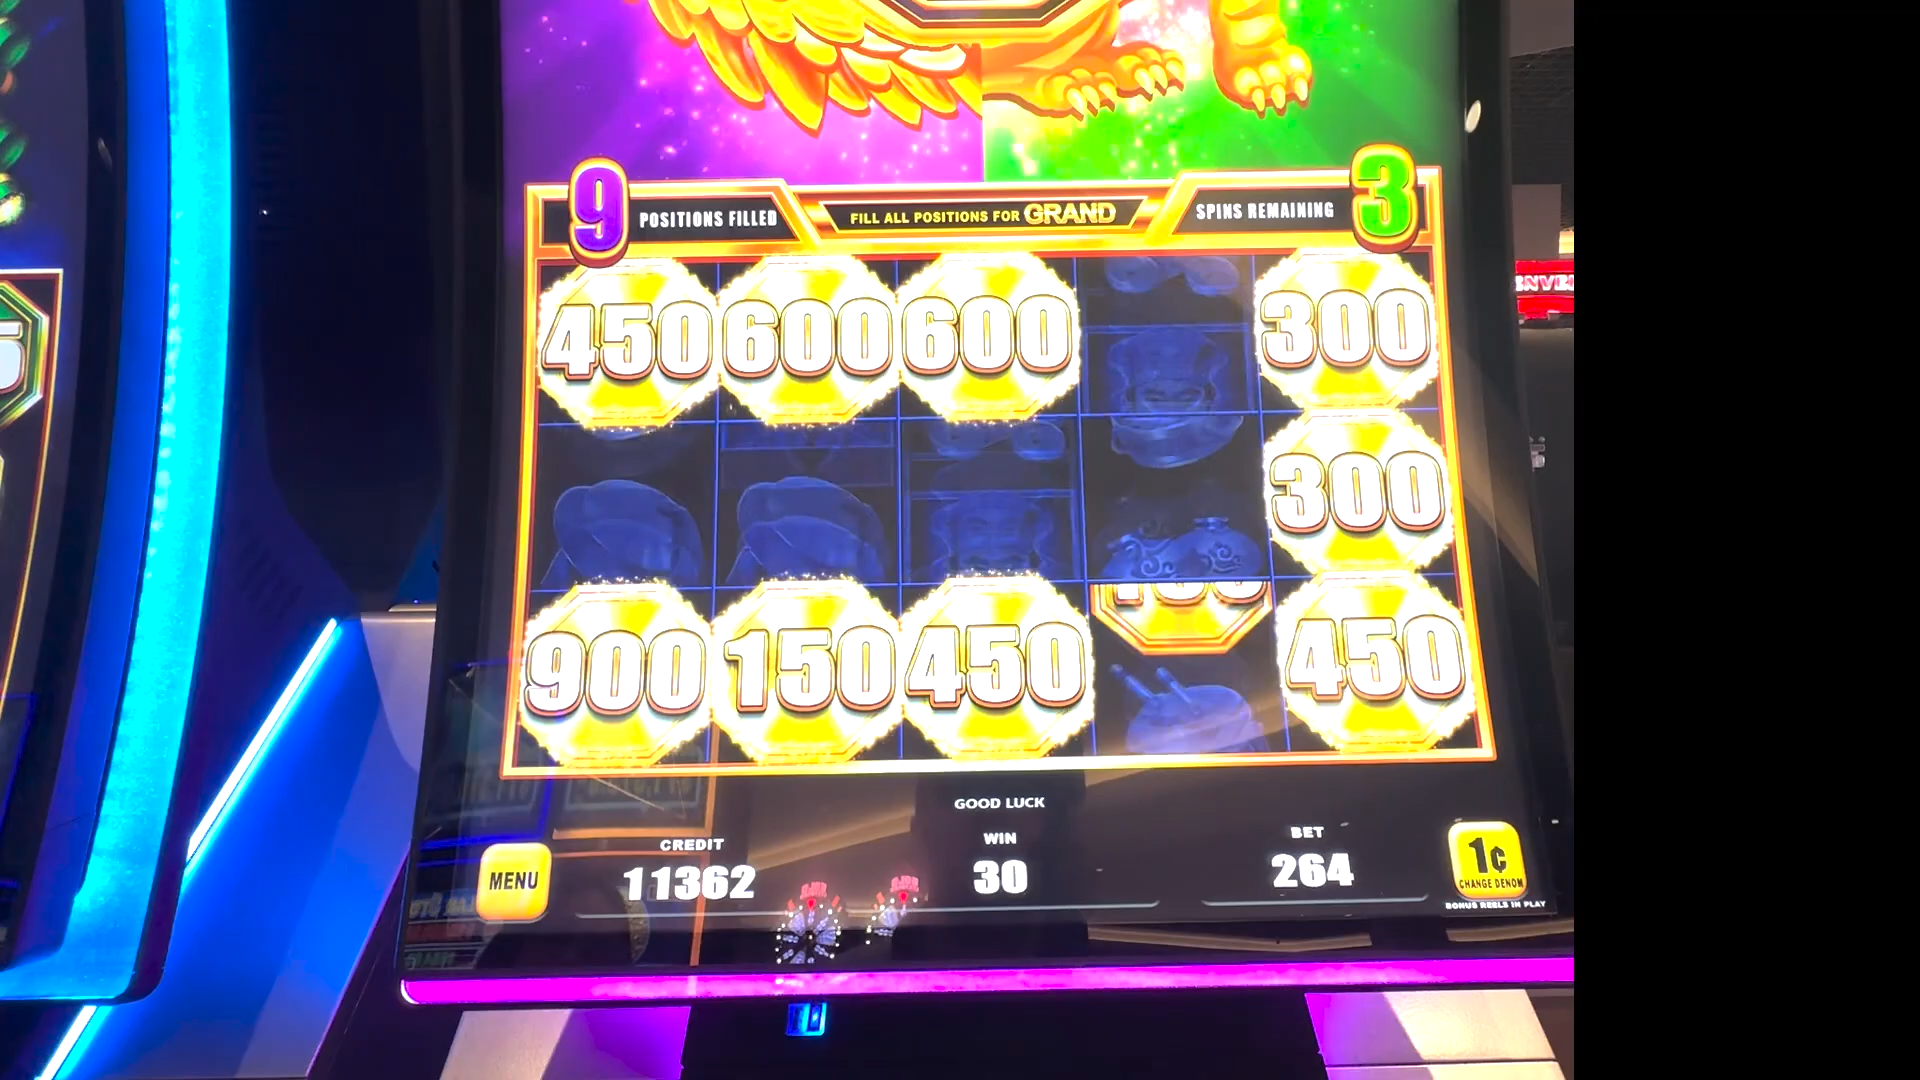 9 POSITIONS FILLED
FILL ALL POSITIONS FOR GRAND
SPINS REMAINING 3
450 600 600 300
300
900 150 450 450
GOOD LUCK
MENU
CREDIT
11362
WIN
30
BET
264
1¢
CHANGE DENOM
BONUS REELS IN PLAY